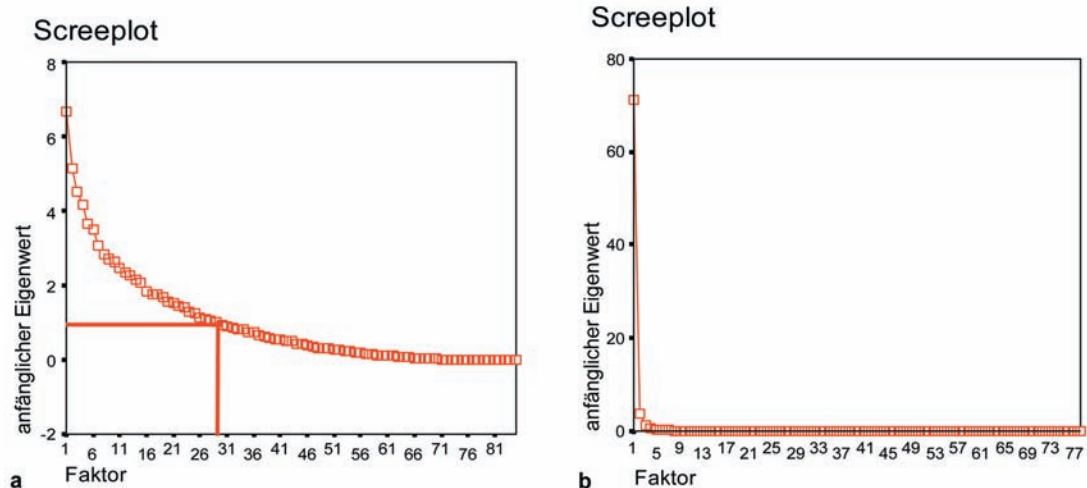 Screeplot
8
6
4
2
0
-2
anfänglicher Eigenwert
1 6 11 16 21 26 31 36 41 46 51 56 61 66 71 76 81
Faktor
a
Screeplot
80
60
40
20
0
anfänglicher Eigenwert
1 5 9 13 17 21 25 29 33 37 41 45 49 53 57 61 65 69 73 77
Faktor
b